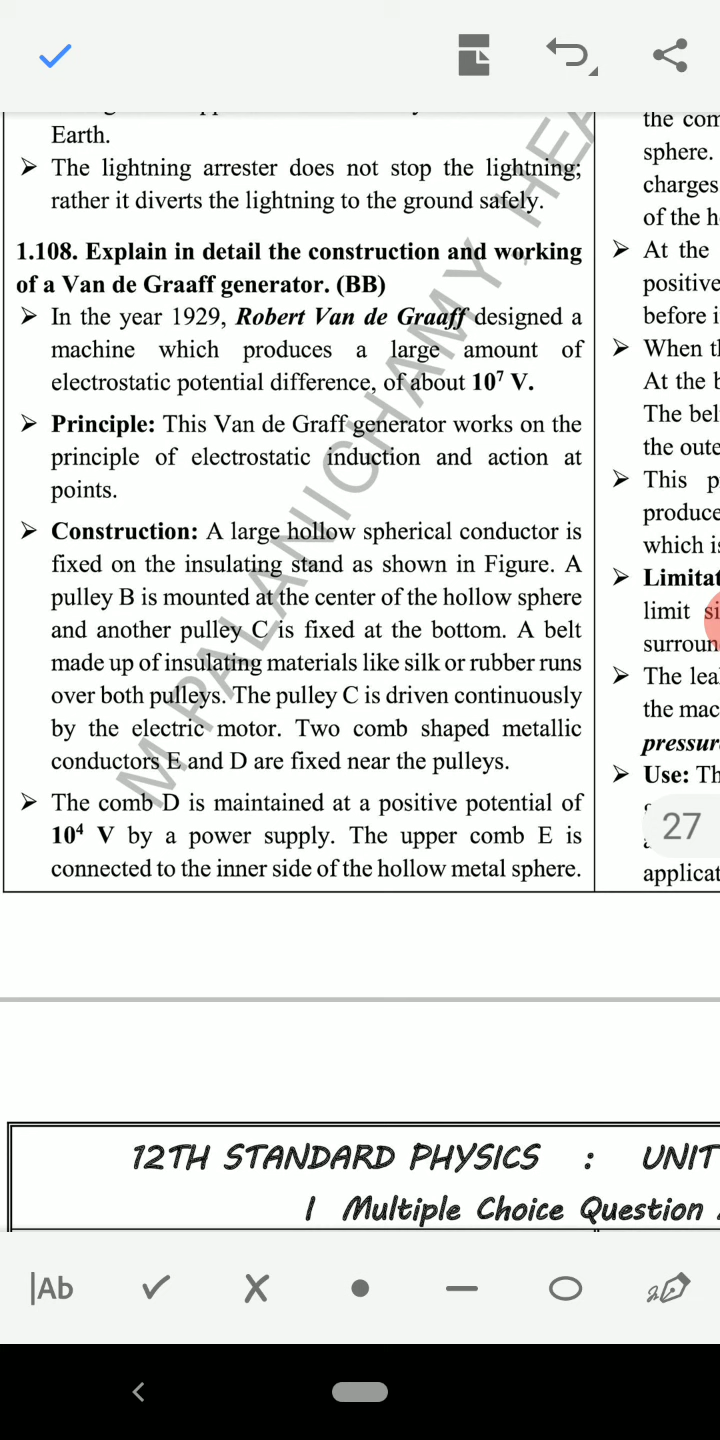 Earth.
➤ The lightning arrester does not stop the lightning;
rather it diverts the lightning to the ground safely.
1.108. Explain in detail the construction and working
of a Van de Graaff generator. (BB)
➤ In the year 1929, Robert Van de Graaff designed a
machine which produces a large amount of
electrostatic potential difference, of about 10⁷ V.
➤ Principle: This Van de Graff generator works on the
principle of electrostatic induction and action at
points.
➤ Construction: A large hollow spherical conductor is
fixed on the insulating stand as shown in Figure. A
pulley B is mounted at the center of the hollow sphere
and another pulley C is fixed at the bottom. A belt
made up of insulating materials like silk or rubber runs
over both pulleys. The pulley C is driven continuously
by the electric motor. Two comb shaped metallic
conductors E and D are fixed near the pulleys.
➤ The comb D is maintained at a positive potential of
10⁴ V by a power supply. The upper comb E is
connected to the inner side of the hollow metal sphere.
the com
sphere.
charges
of the h
➤ At the
positive
before i
➤ When th
At the b
The bel
the oute
➤ This p
produce
which is
➤ Limitat
limit si
surroun
➤ The lea
the mac
pressur
➤ Use: Th
applicat
27
M PALANICHAMY, HEA
12TH STANDARD PHYSICS : UNIT
I Multiple Choice Question
|Ab